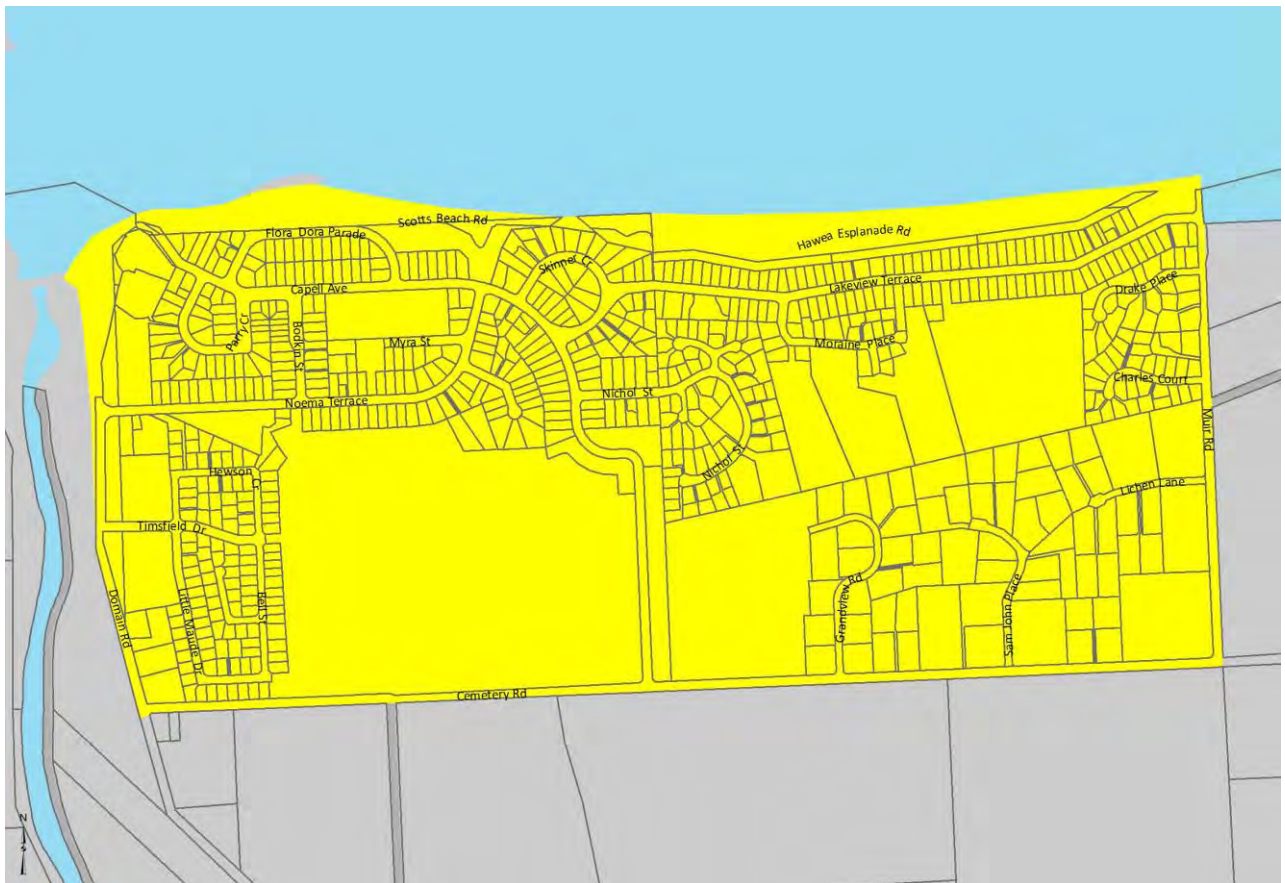 Scotts Beach Rd
Flora Dora Parade
Hawea Esplanade Rd
Skinner Cr
Lakeview Terrace
Drake Place
Capell Ave
Parry Cr
Bodkin St
Myra St
Moraine Place
Charles Court
Nichol St
Noema Terrace
Muir Rd
Nichol St
Hewson Cr
Lichen Lane
Timsfield Dr
Domain Rd
Little Maude Dr
Bell St
Grandview Rd
Sam John Place
Cemetery Rd
N